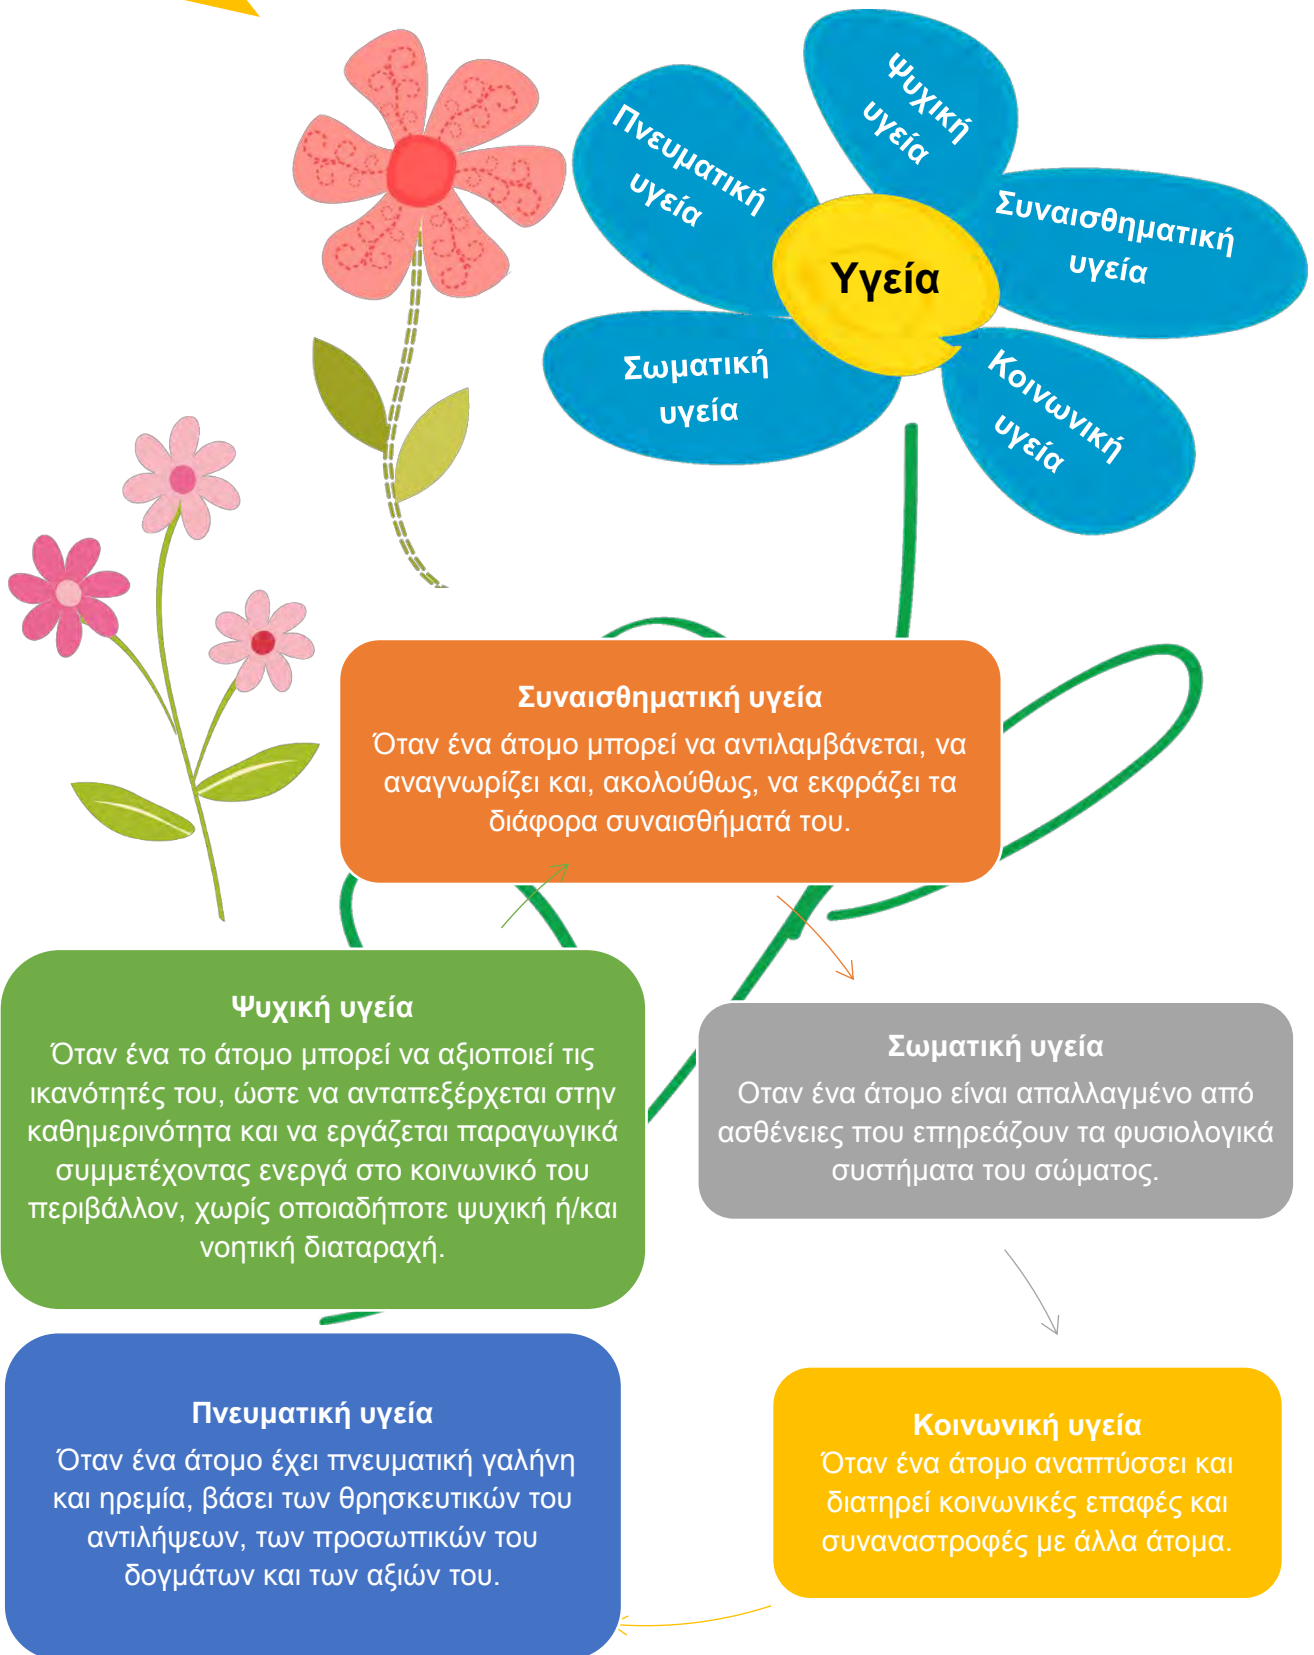 Ψυχική
υγεία
Πνευματική
υγεία
Συναισθηματική
υγεία
Υγεία
Σωματική
υγεία
Κοινωνική
υγεία
Συναισθηματική υγεία
Όταν ένα άτομο μπορεί να αντιλαμβάνεται, να
αναγνωρίζει και, ακολούθως, να εκφράζει τα
διάφορα συναισθήματά του.
Ψυχική υγεία
Όταν ένα το άτομο μπορεί να αξιοποιεί τις
ικανότητές του, ώστε να ανταπεξέρχεται στην
καθημερινότητα και να εργάζεται παραγωγικά
συμμετέχοντας ενεργά στο κοινωνικό του
περιβάλλον, χωρίς οποιαδήποτε ψυχική ή/και
νοητική διαταραχή.
Σωματική υγεία
Οταν ένα άτομο είναι απαλλαγμένο από
ασθένειες που επηρεάζουν τα φυσιολογικά
συστήματα του σώματος.
Πνευματική υγεία
Όταν ένα άτομο έχει πνευματική γαλήνη
και ηρεμία, βάσει των θρησκευτικών του
αντιλήψεων, των προσωπικών του
δογμάτων και των αξιών του.
Κοινωνική υγεία
Όταν ένα άτομο αναπτύσσει και
διατηρεί κοινωνικές επαφές και
συναναστροφές με άλλα άτομα.